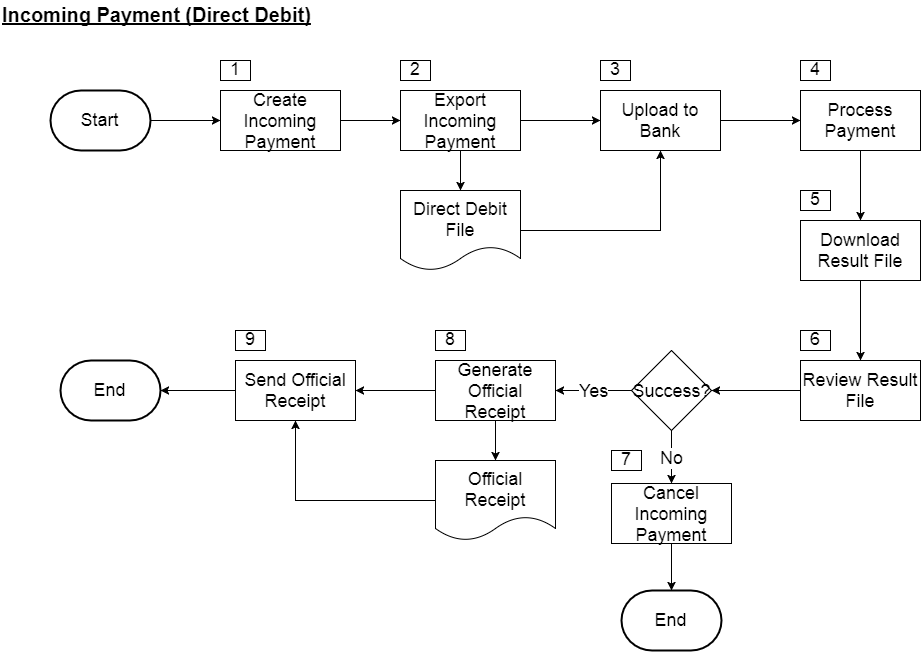 Incoming Payment (Direct Debit)
1
2
3
4
Start
Create
Incoming
Payment
Export
Incoming
Payment
Upload to
Bank
Process
Payment
Direct Debit
File
5
Download
Result File
9
8
6
End
Send Official
Receipt
Generate
Official
Receipt
Yes
Success?
Review Result
File
7
No
Official
Receipt
Cancel
Incoming
Payment
End